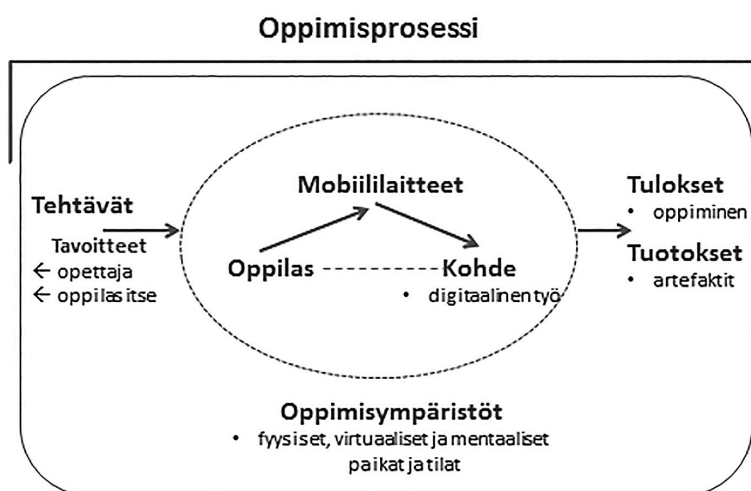 Oppimisprosessi
Tehtävät
Tavoitteet
← opettaja
← oppilas itse
Mobiililaitteet
Oppilas
Kohde
• digitaalinen työ
Tulokset
• oppiminen
Tuotokset
• artefaktit
Oppimisympäristöt
• fyysiset, virtuaaliset ja mentaaliset
paikat ja tilat